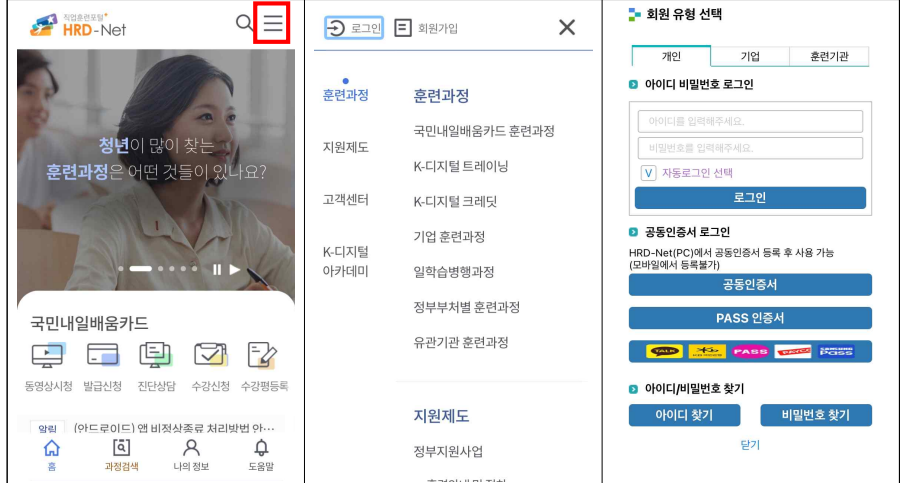 직업훈련포털
HRD-Net
청년이 많이 찾는
훈련과정은 어떤 것들이 있나요?
국민내일배움카드
동영상시청
발급신청
진단상담
수강신청
수강평등록
알림 (안드로이드) 앱 비정상종료 처리방법 안…
홈
과정검색
나의 정보
도움말
로그인
회원가입
훈련과정
지원제도
고객센터
K-디지털
아카데미
훈련과정
국민내일배움카드 훈련과정
K-디지털 트레이닝
K-디지털 크레딧
기업 훈련과정
일학습병행과정
정부부처별 훈련과정
유관기관 훈련과정
지원제도
정부지원사업
회원 유형 선택
개인
기업
훈련기관
아이디 비밀번호 로그인
아이디를 입력해주세요.
비밀번호를 입력해주세요.
V 자동로그인 선택
로그인
공동인증서 로그인
HRD-Net(PC)에서 공동인증서 등록 후 사용 가능
(모바일에서 등록불가)
공동인증서
PASS 인증서
TALK
PASS
PAYCO
SAMSUNG
Pass
아이디/비밀번호 찾기
아이디 찾기
비밀번호 찾기
닫기